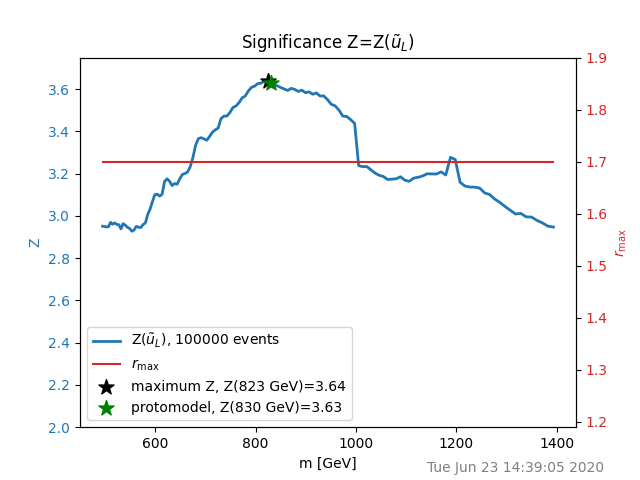 Significance Z=Z(ũ_L)
3.6
3.4
3.2
3.0
2.8
2.6
2.4
2.2
2.0
Z
1.9
1.8
1.7
1.6
1.5
1.4
1.3
1.2
r_max
Z(ũ_L), 100000 events
r_max
maximum Z, Z(823 GeV)=3.64
protomodel, Z(830 GeV)=3.63
600 800 1000 1200 1400
m [GeV]
Tue Jun 23 14:39:05 2020